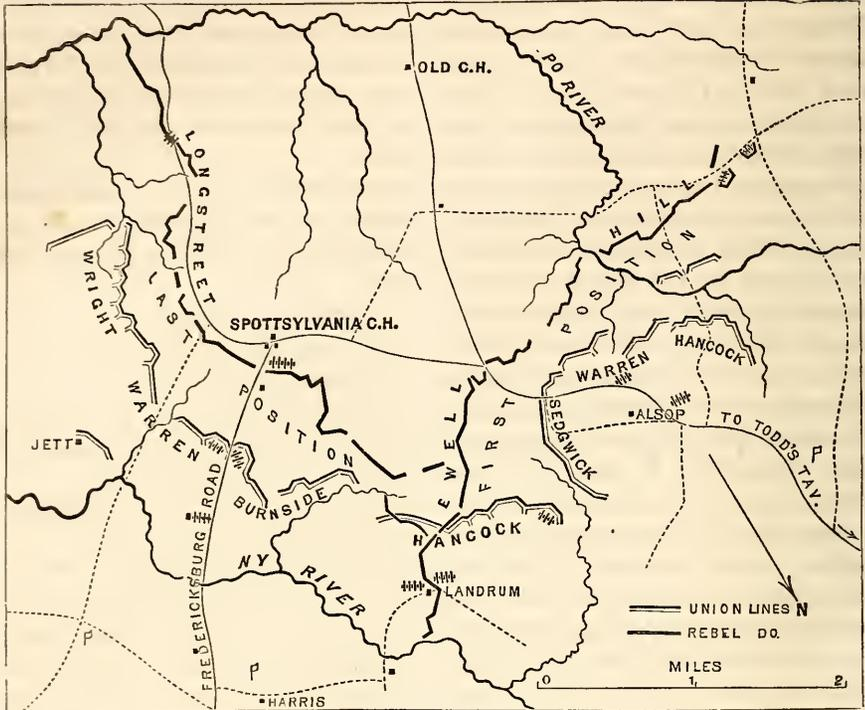 OLD C.H.
PO RIVER
LONGSTREET
HILL
POSITION
WRIGHT
LAST
SPOTTSYLVANIA C.H.
WARREN
HANCOCK
WARREN
POSITION
EWELL
FIRST
SEDGWICK
ALSOP
TO TODD'S TAV.
P
JETT
BURNSIDE
HANCOCK
FREDERICKSBURG ROAD
NY RIVER
LANDRUM
UNION LINES
N
REBEL DO.
MILES
0 1 2
P
P
HARRIS